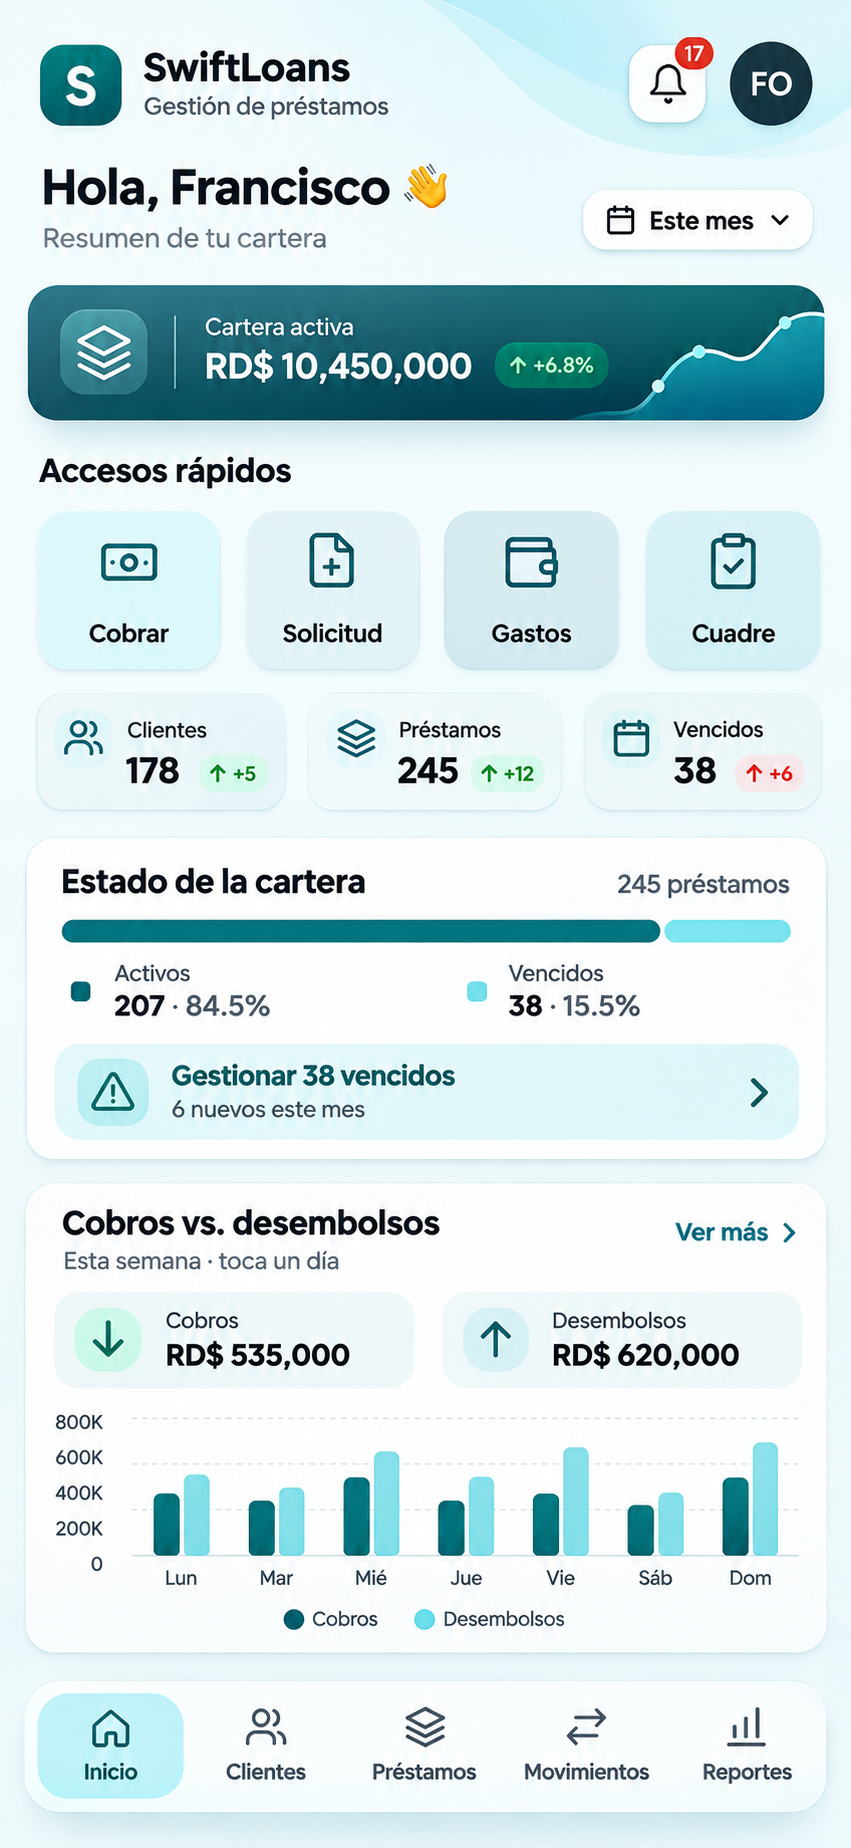 S
SwiftLoans
Gestión de préstamos
17
FO
Hola, Francisco 👋
Resumen de tu cartera
Este mes
Cartera activa
RD$ 10,450,000
↑ +6.8%
Accesos rápidos
Cobrar
Solicitud
Gastos
Cuadre
Clientes
178
↑ +5
Préstamos
245
↑ +12
Vencidos
38
↑ +6
Estado de la cartera
245 préstamos
Activos
207 · 84.5%
Vencidos
38 · 15.5%
Gestionar 38 vencidos
6 nuevos este mes
Cobros vs. desembolsos
Esta semana · toca un día
Ver más
Cobros
RD$ 535,000
Desembolsos
RD$ 620,000
800K
600K
400K
200K
0
Lun
Mar
Mié
Jue
Vie
Sáb
Dom
Cobros
Desembolsos
Inicio
Clientes
Préstamos
Movimientos
Reportes